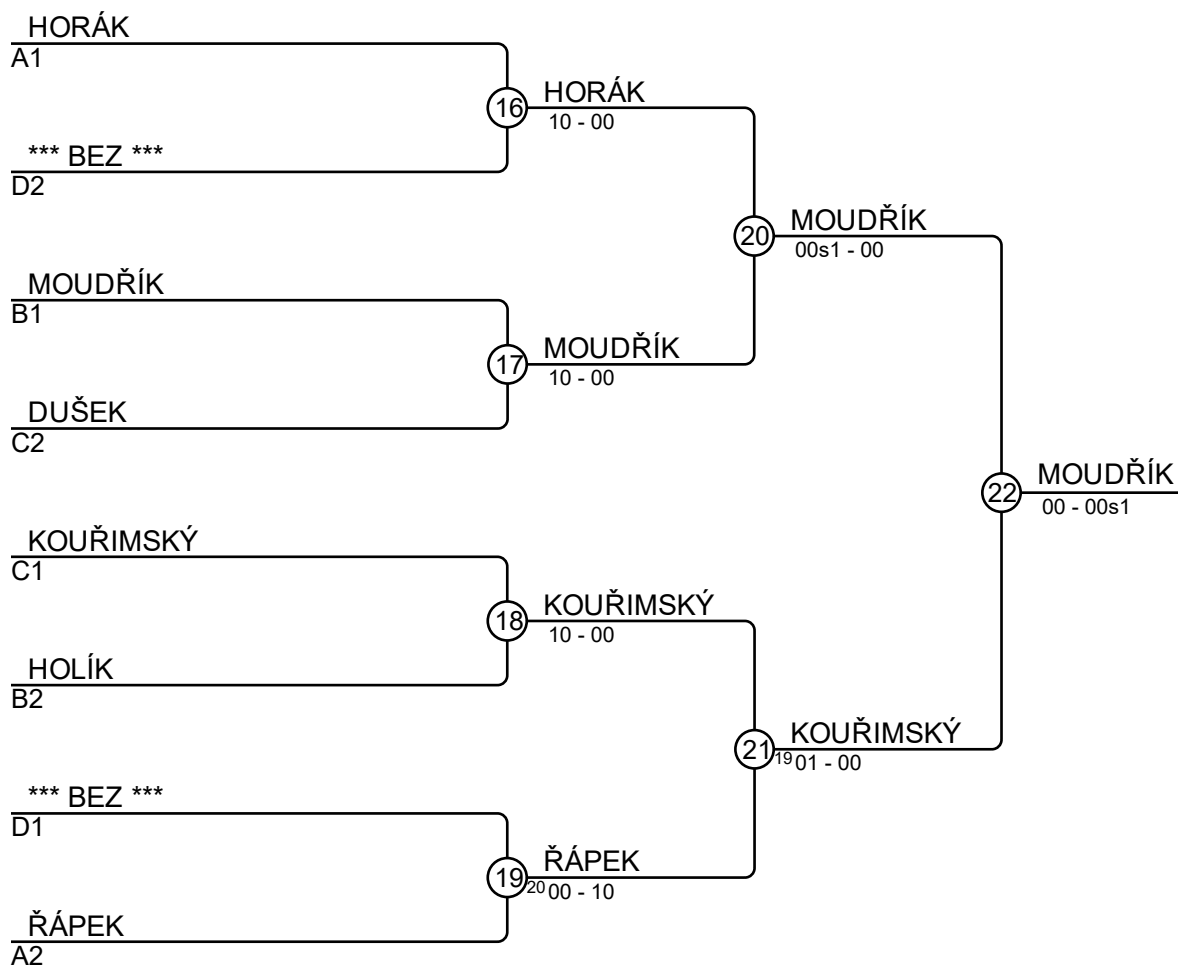 HORÁK
A1
16
HORÁK
10 - 00
*** BEZ ***
D2
20
MOUDŘÍK
00s1 - 00
MOUDŘÍK
B1
17
MOUDŘÍK
10 - 00
DUŠEK
C2
22
MOUDŘÍK
00 - 00s1
KOUŘIMSKÝ
C1
18
KOUŘIMSKÝ
10 - 00
HOLÍK
B2
21
KOUŘIMSKÝ
19 01 - 00
*** BEZ ***
D1
19
ŘÁPEK
20 00 - 10
ŘÁPEK
A2